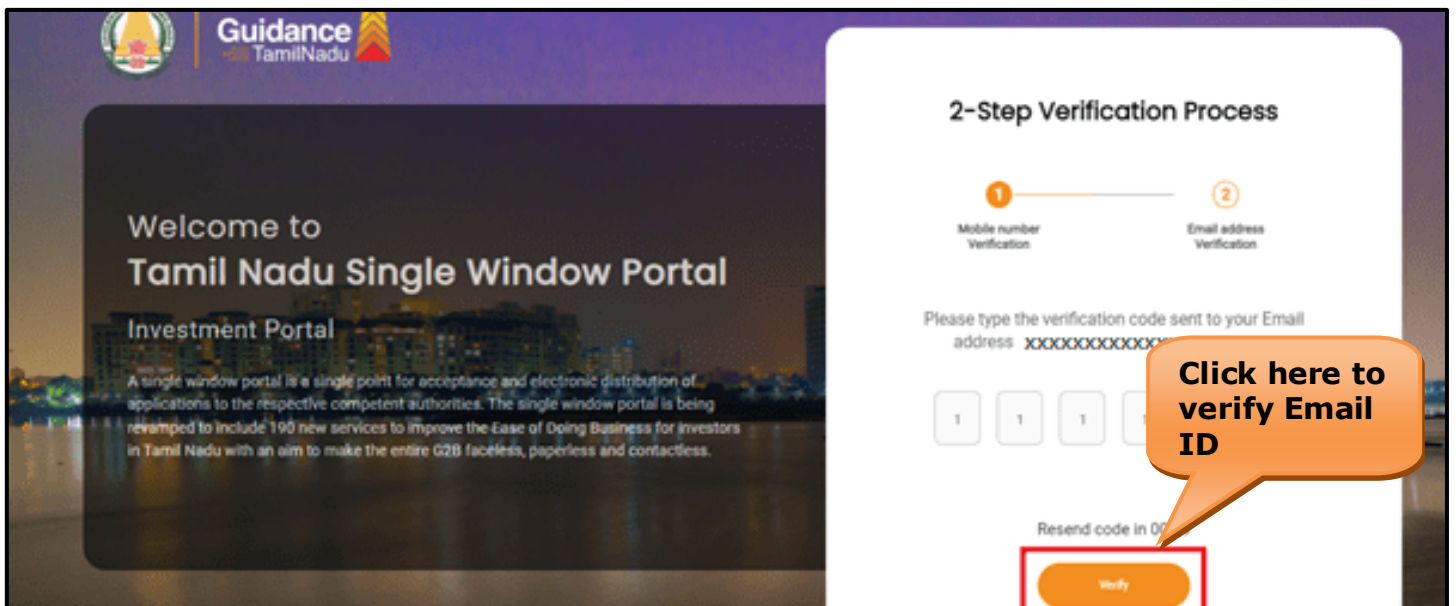 Guidance
TamilNadu
Welcome to
Tamil Nadu Single Window Portal
Investment Portal
A single window portal is a single point for acceptance and electronic distribution of
applications to the respective competent authorities. The single window portal is being
revamped to include 190 new services to improve the Ease of Doing Business for investors
in Tamil Nadu with an aim to make the entire G2B faceless, paperless and contactless.
2-Step Verification Process
1
2
Mobile number
Verification
Email address
Verification
Please type the verification code sent to your Email
address XXXXXXXXXXXXX
1 1 1 1
Click here to
verify Email
ID
Resend code in
Verify